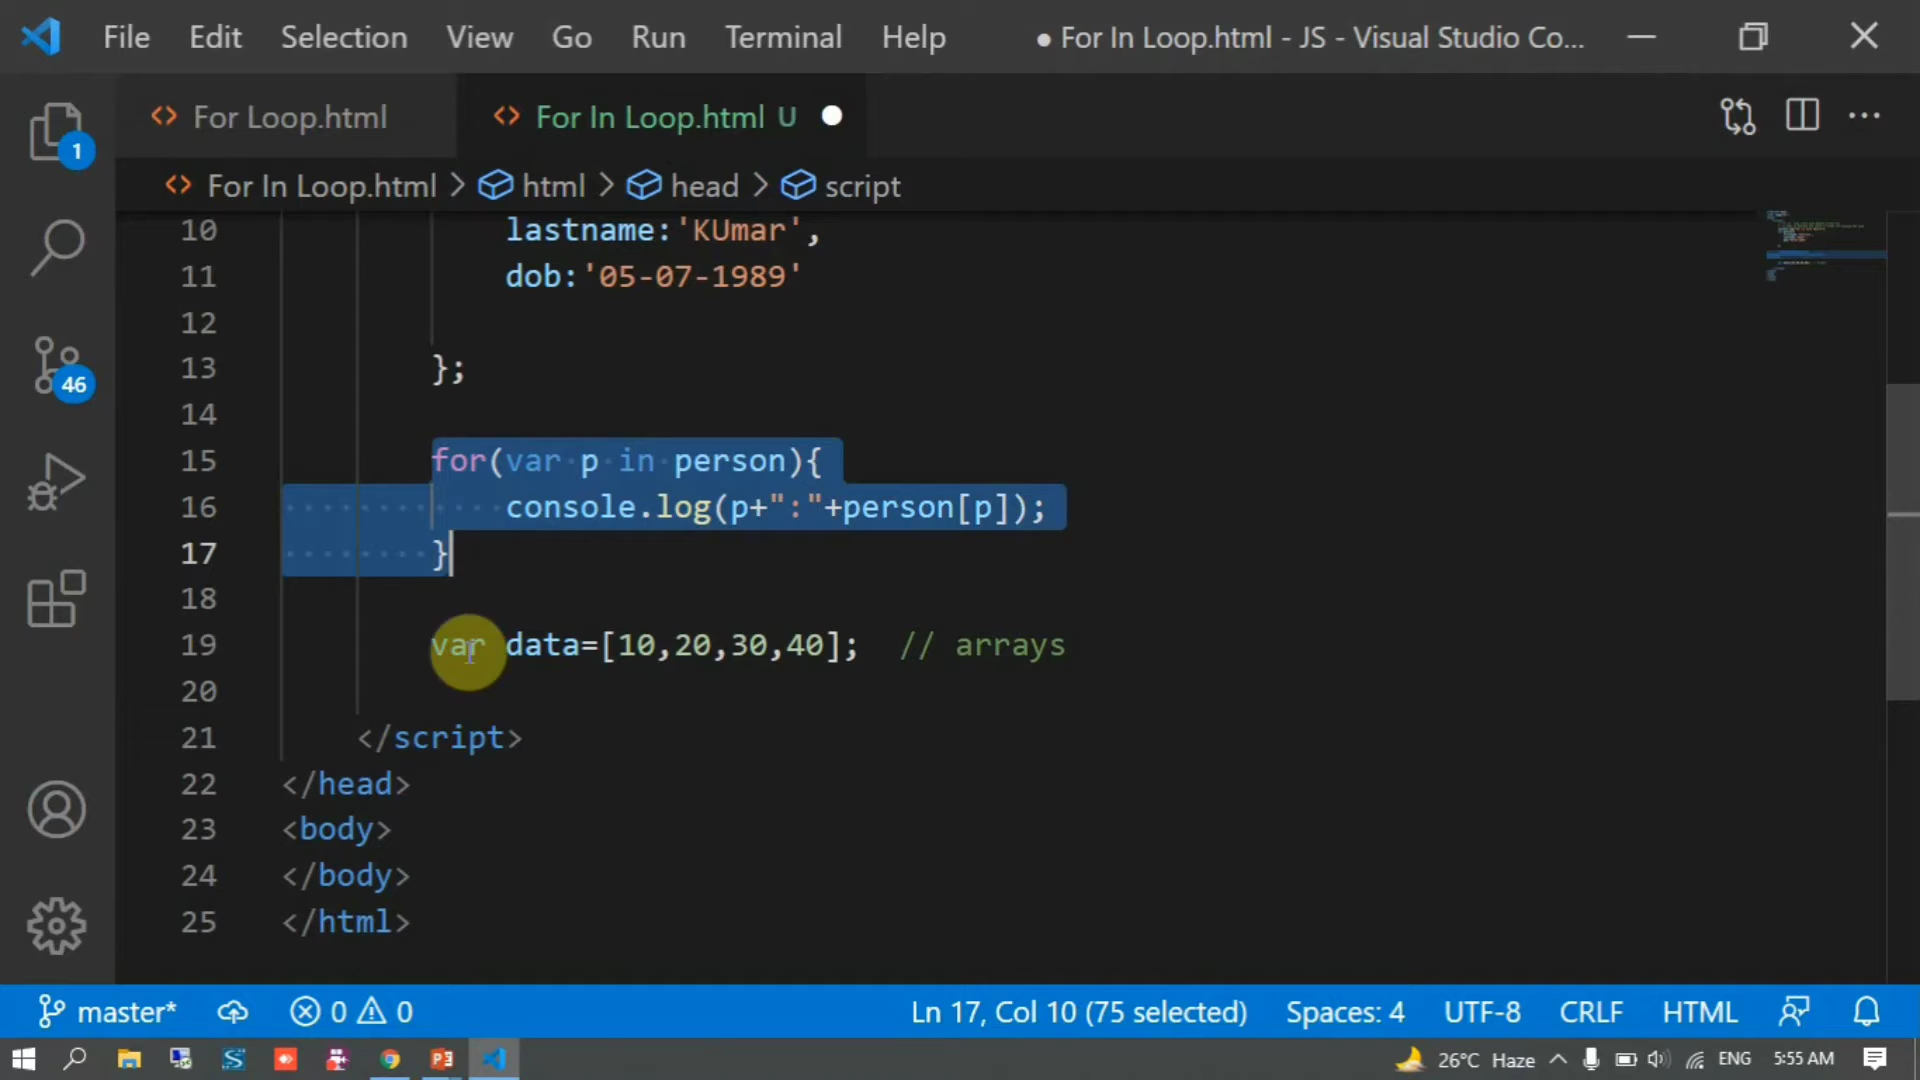 File Edit Selection View Go Run Terminal Help ● For In Loop.html - JS - Visual Studio Co...
For Loop.html For In Loop.html U
For In Loop.html > html > head > script
1
46
10 lastname:'KUmar',
11 dob:'05-07-1989'
12
13 };
14
15 for(var p in person){
16 console.log(p+":"+person[p]);
17 }
18
19 var data=[10,20,30,40]; // arrays
20
21 </script>
22 </head>
23 <body>
24 </body>
25 </html>
master* 0 0 Ln 17, Col 10 (75 selected) Spaces: 4 UTF-8 CRLF HTML
26°C Haze ENG 5:55 AM